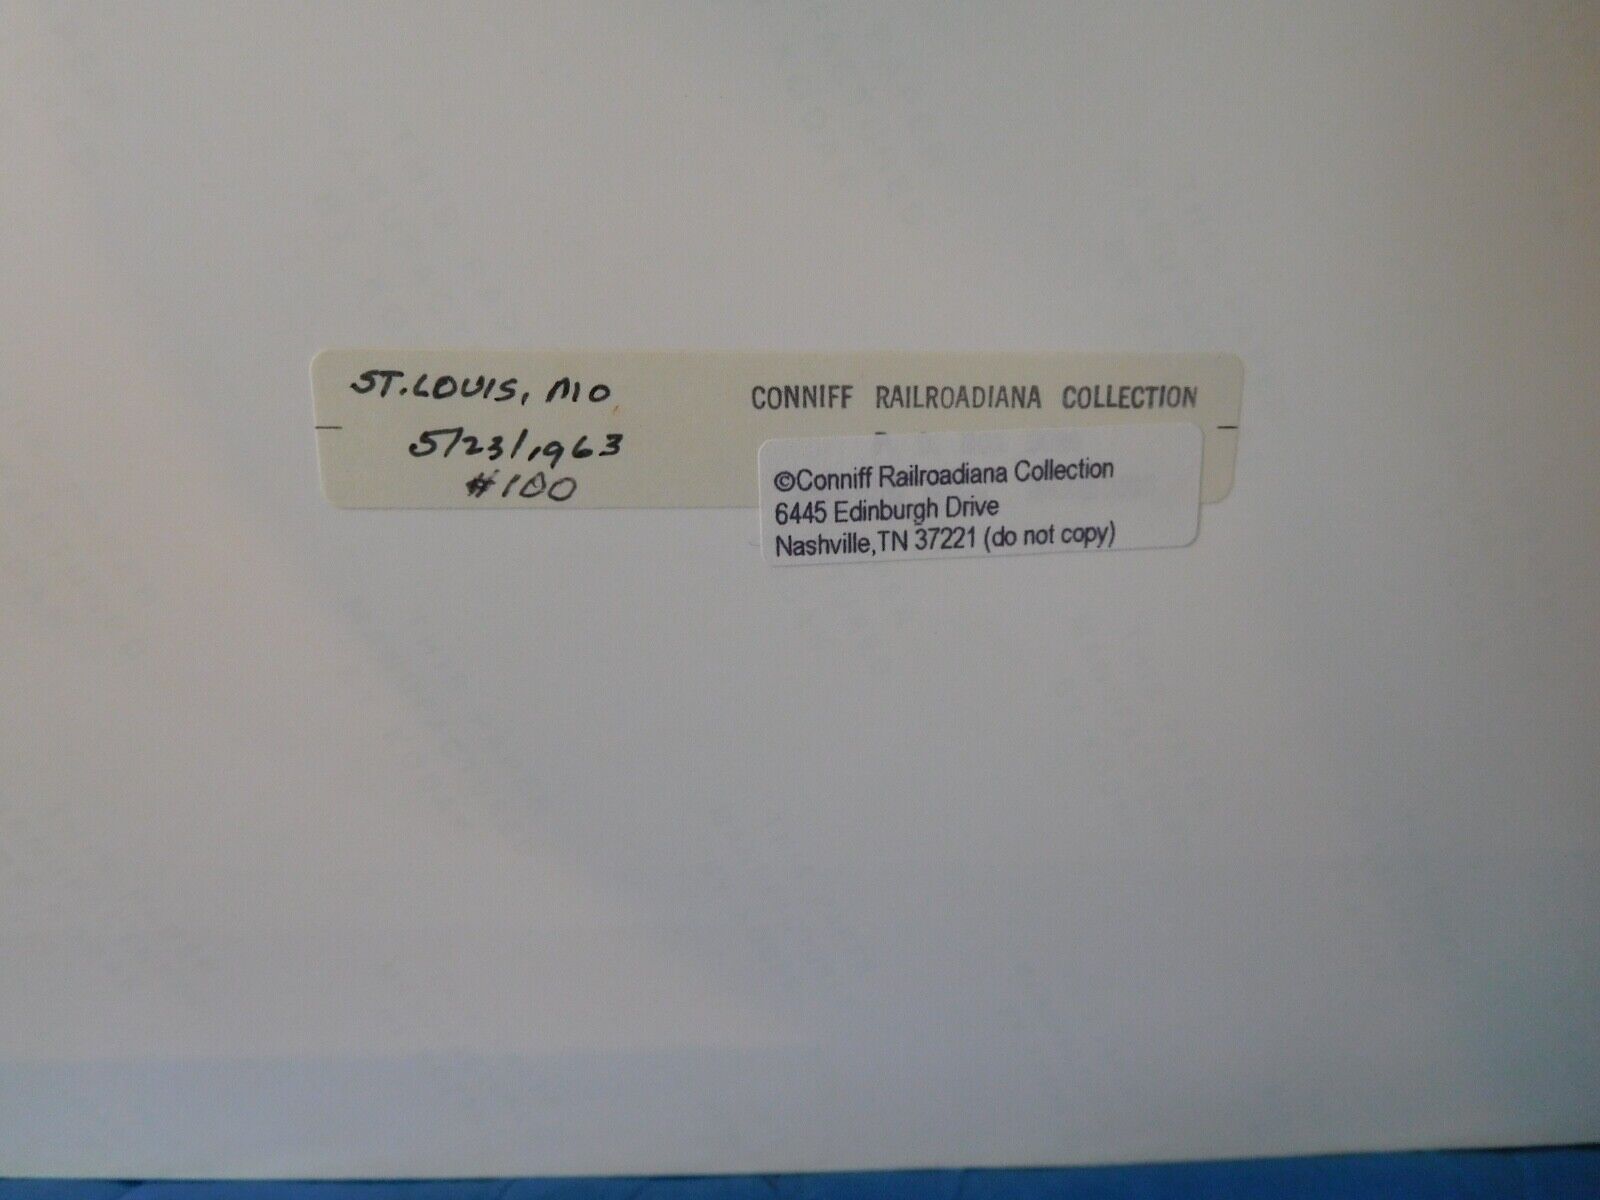 ST. LOUIS, MO
5/23/1963
#100
CONNIFF RAILROADIANA COLLECTION
©Conniff Railroadiana Collection
6445 Edinburgh Drive
Nashville,TN 37221 (do not copy)